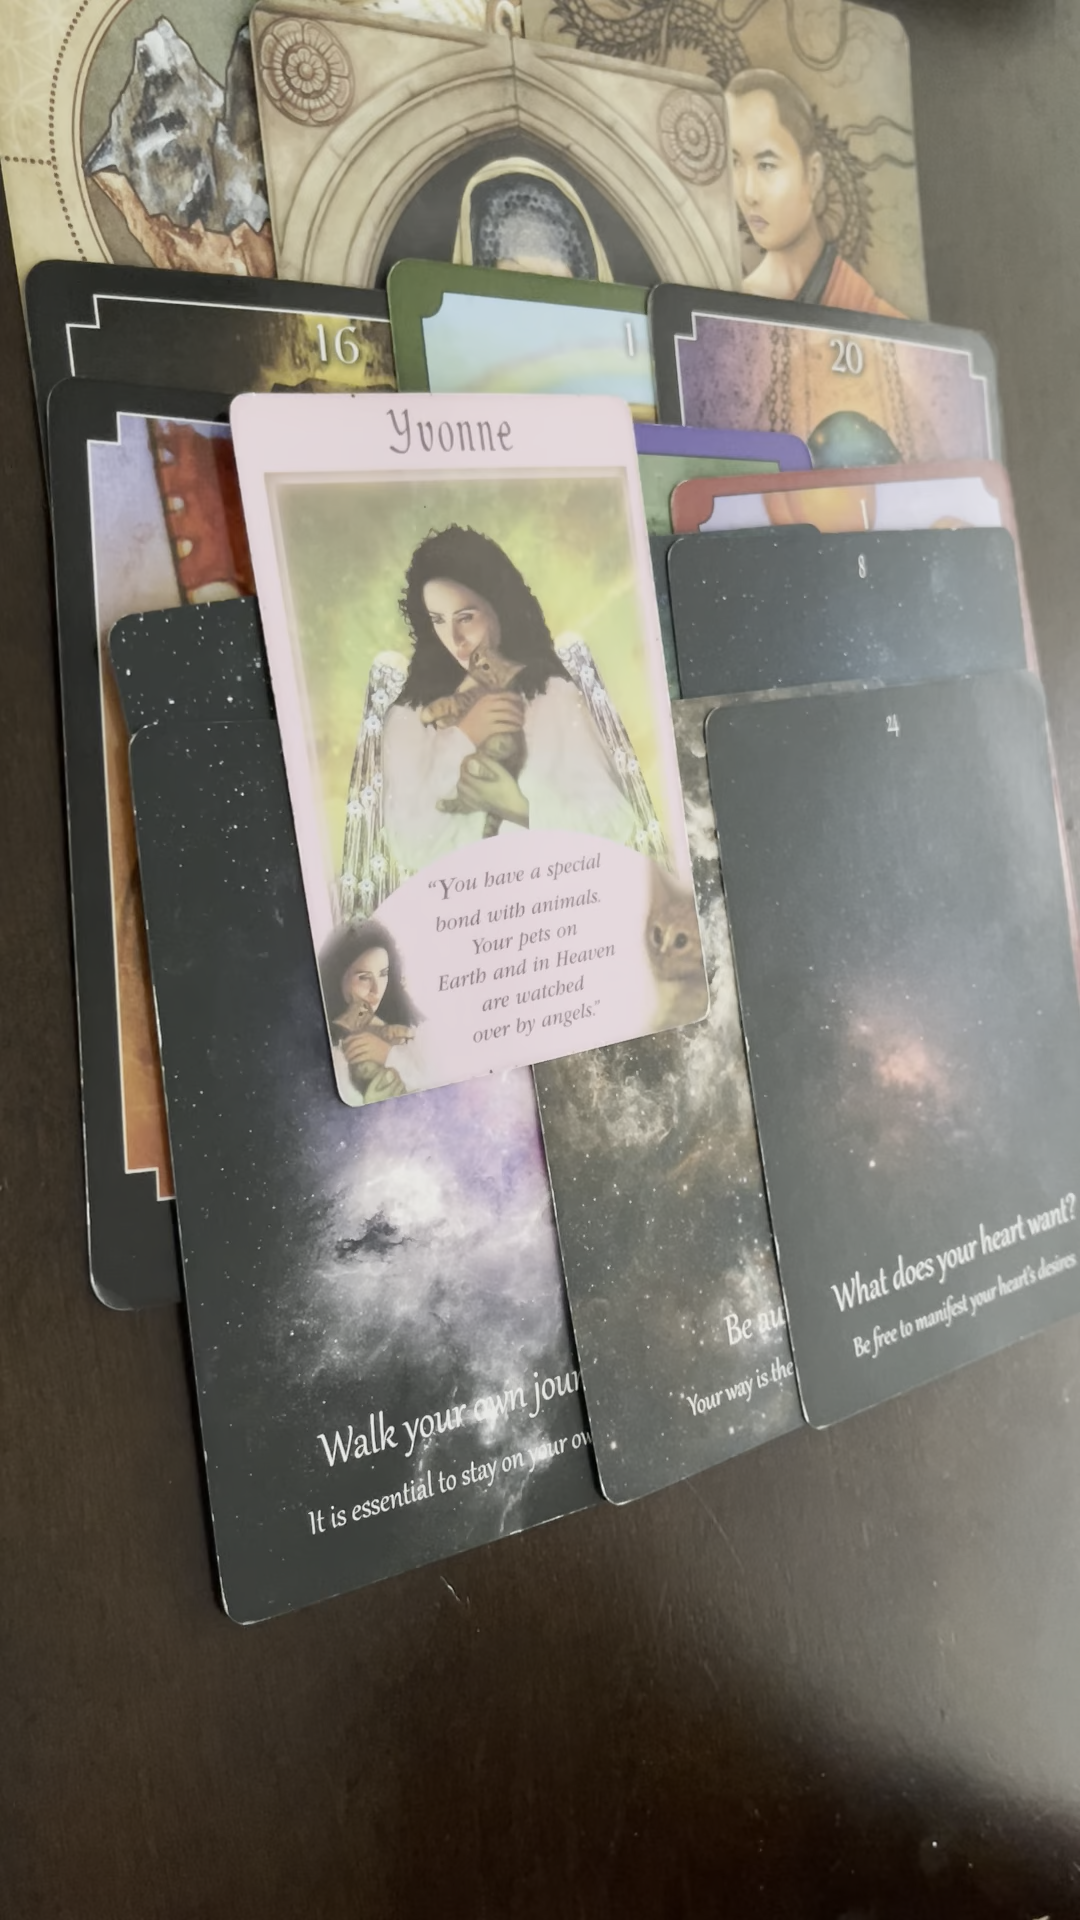 16
1
20
Yvonne
1
8
"You have a special
bond with animals.
Your pets on
Earth and in Heaven
are watched
over by angels."
24
What does your heart want?
Be free to manifest your heart's desires
Be
Your way is the
Walk your own
It is essential to stay on your